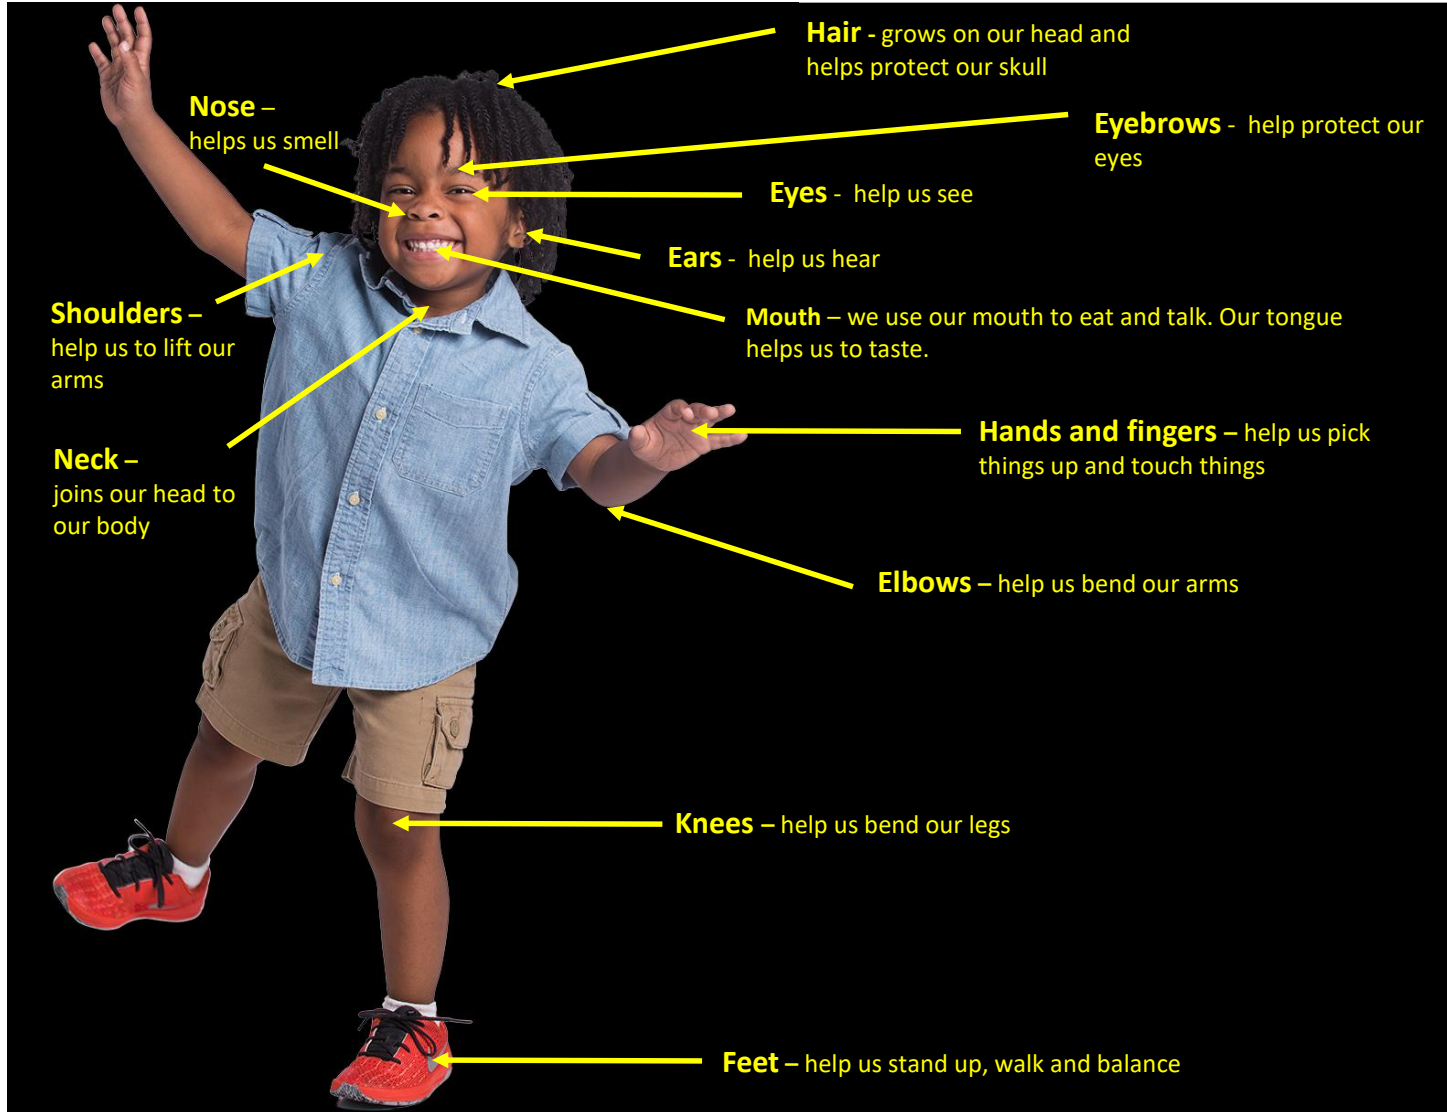 Hair - grows on our head and
helps protect our skull
Nose –
helps us smell
Eyebrows - help protect our
eyes
Eyes - help us see
Ears - help us hear
Shoulders –
help us to lift our
arms
Mouth – we use our mouth to eat and talk. Our tongue
helps us to taste.
Neck –
joins our head to
our body
Hands and fingers – help us pick
things up and touch things
Elbows – help us bend our arms
Knees – help us bend our legs
Feet – help us stand up, walk and balance